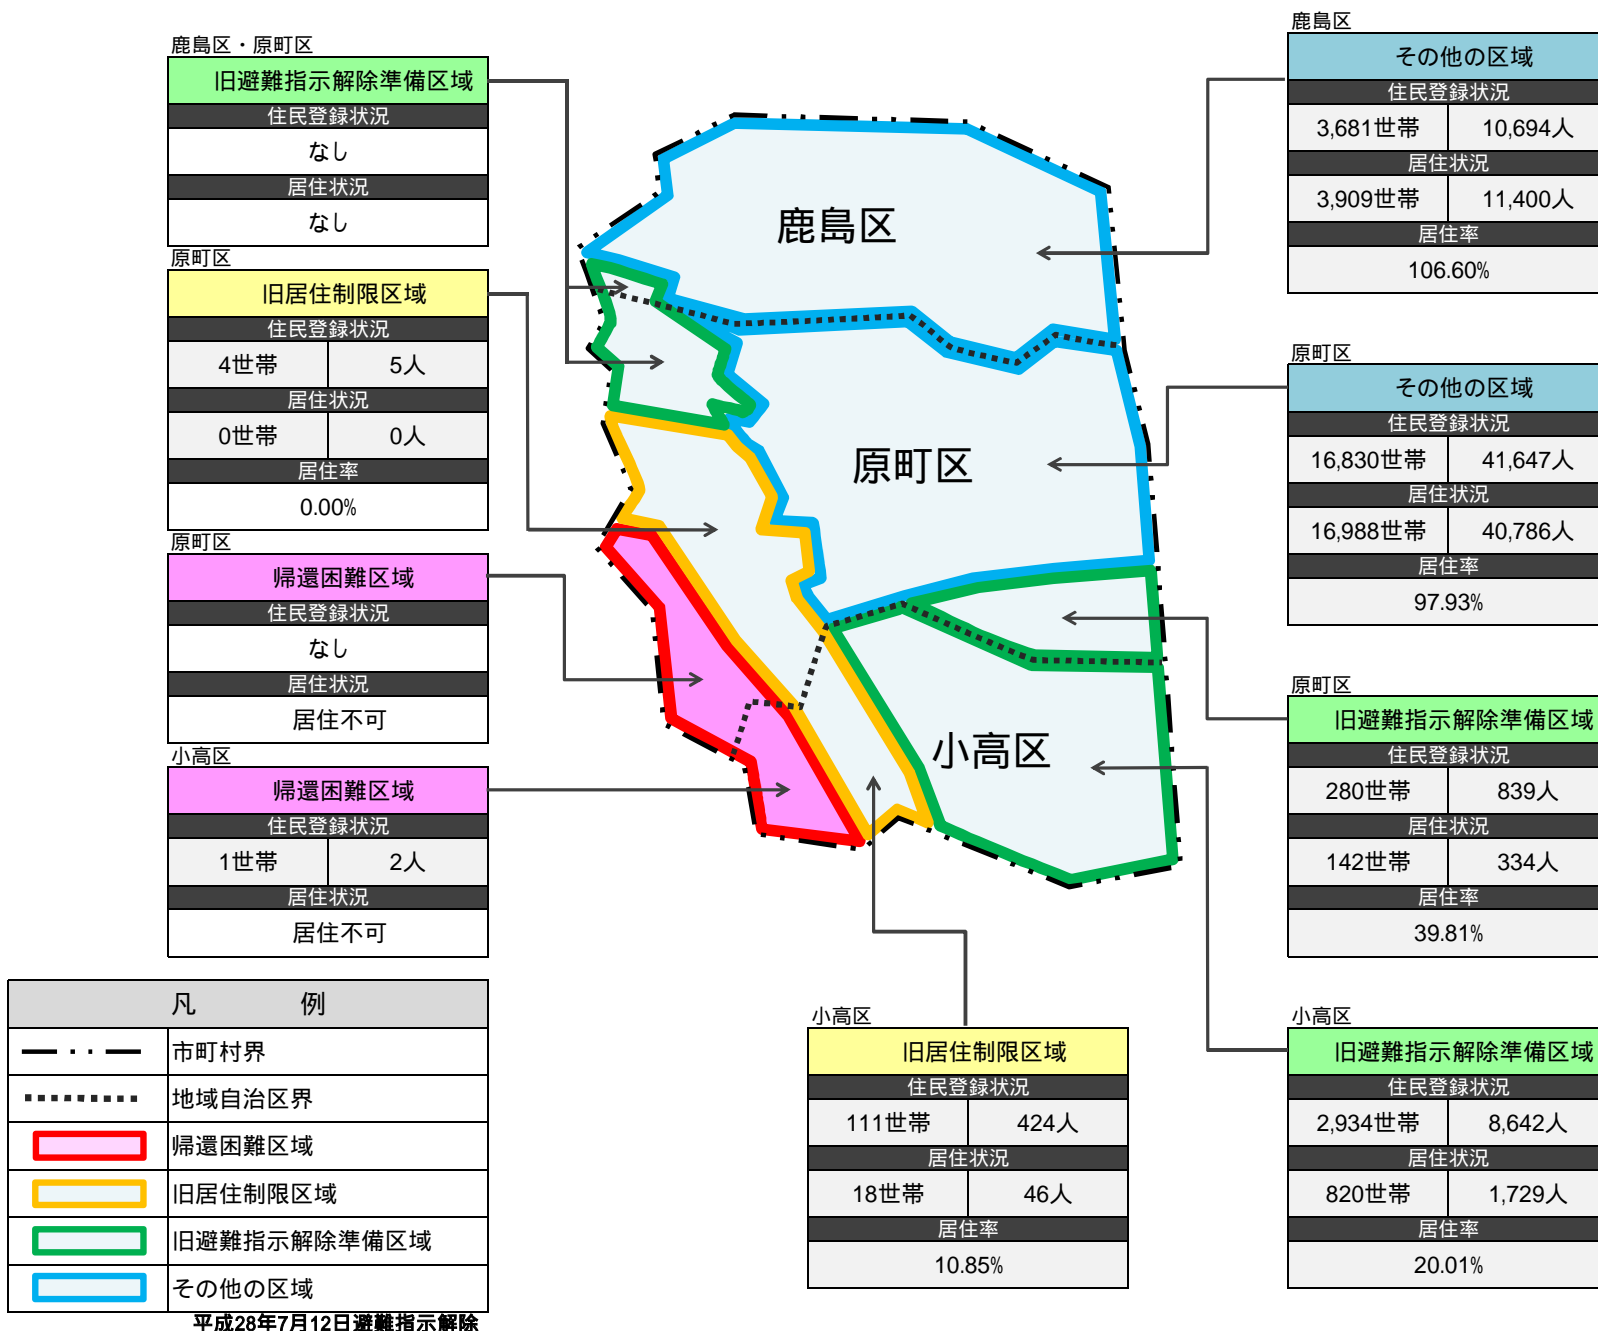 鹿島区・原町区
旧避難指示解除準備区域
住民登録状況
なし
居住状況
なし
原町区
旧居住制限区域
住民登録状況
4世帯 5人
居住状況
0世帯 0人
居住率
0.00%
原町区
帰還困難区域
住民登録状況
なし
居住状況
居住不可
小高区
帰還困難区域
住民登録状況
1世帯 2人
居住状況
居住不可
凡 例
市町村界
地域自治区界
帰還困難区域
旧居住制限区域
旧避難指示解除準備区域
その他の区域
平成28年7月12日避難指示解除
鹿島区
原町区
小高区
小高区
旧居住制限区域
住民登録状況
111世帯 424人
居住状況
18世帯 46人
居住率
10.85%
鹿島区
その他の区域
住民登録状況
3,681世帯 10,694人
居住状況
3,909世帯 11,400人
居住率
106.60%
原町区
その他の区域
住民登録状況
16,830世帯 41,647人
居住状況
16,988世帯 40,786人
居住率
97.93%
原町区
旧避難指示解除準備区域
住民登録状況
280世帯 839人
居住状況
142世帯 334人
居住率
39.81%
小高区
旧避難指示解除準備区域
住民登録状況
2,934世帯 8,642人
居住状況
820世帯 1,729人
居住率
20.01%